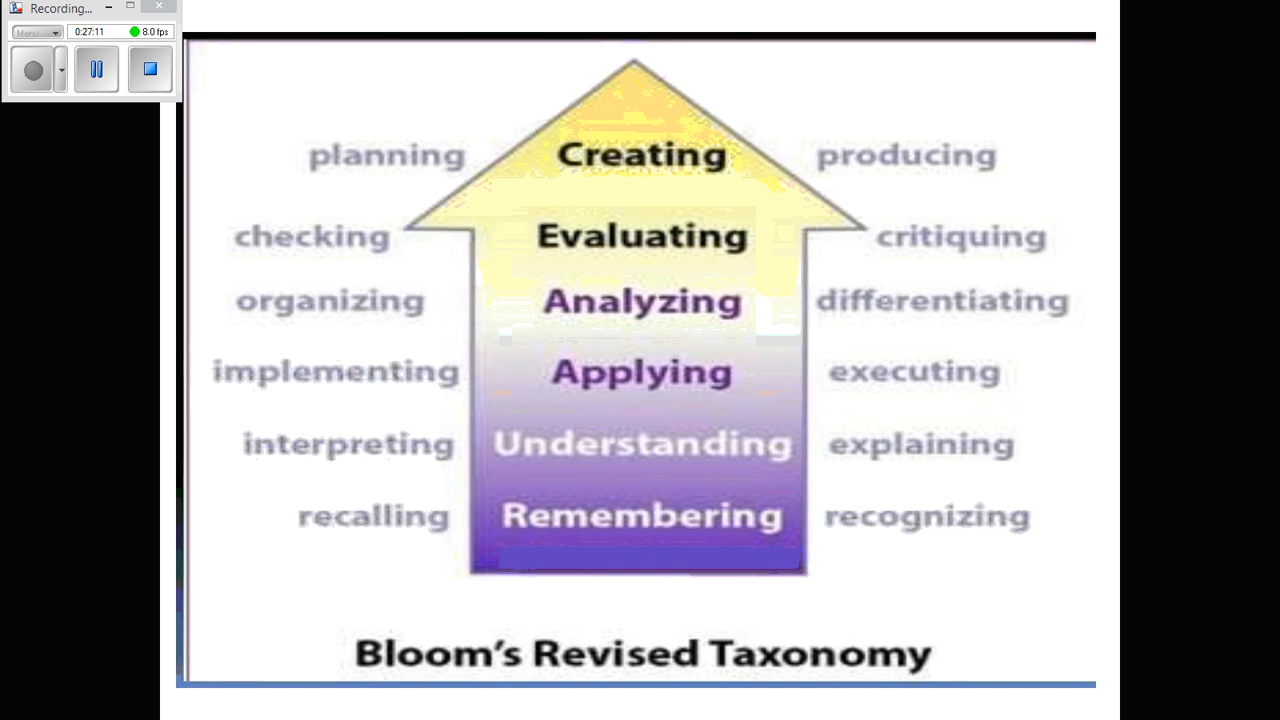 Recording...
Menu 0:27:11 8.0 fps
planning Creating producing
checking Evaluating critiquing
organizing Analyzing differentiating
implementing Applying executing
interpreting Understanding explaining
recalling Remembering recognizing
Bloom's Revised Taxonomy